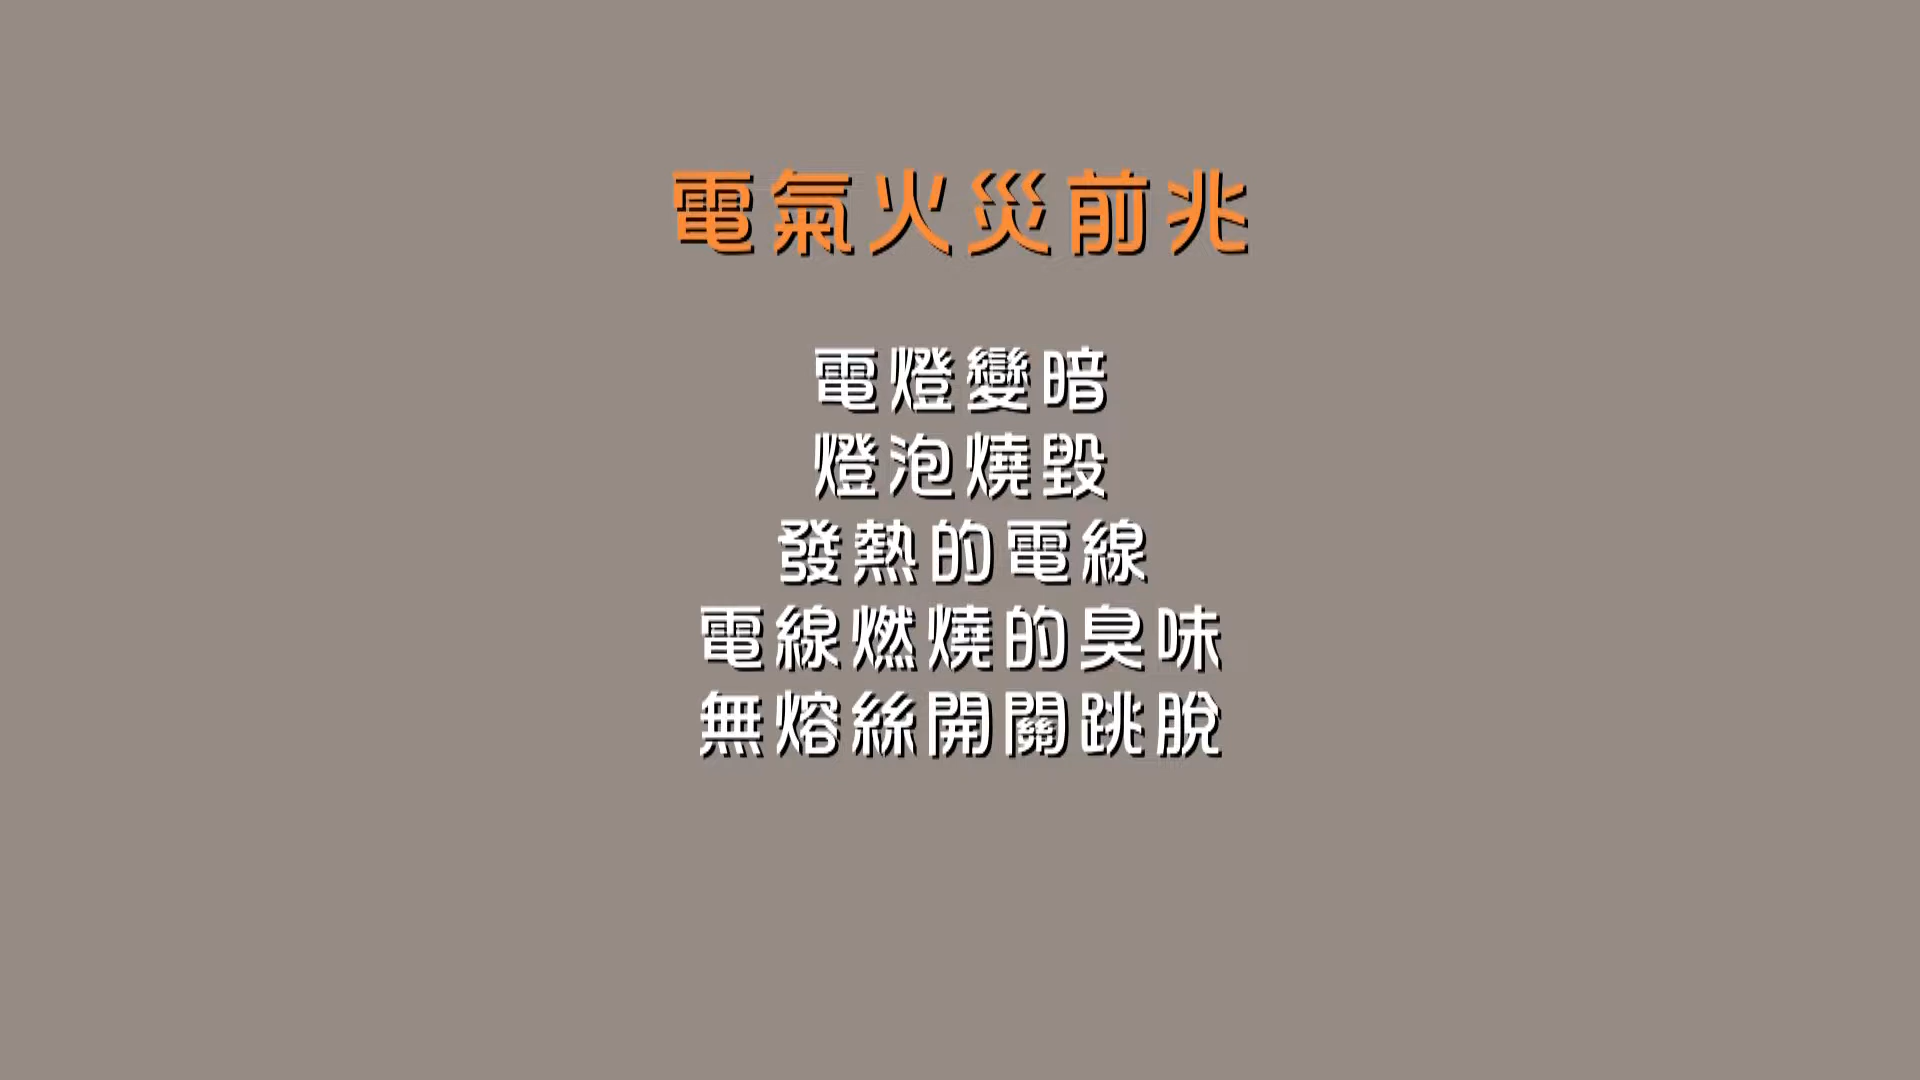 電氣火災前兆
電燈變暗
燈泡燒毀
發熱的電線
電線燃燒的臭味
無熔絲開關跳脫